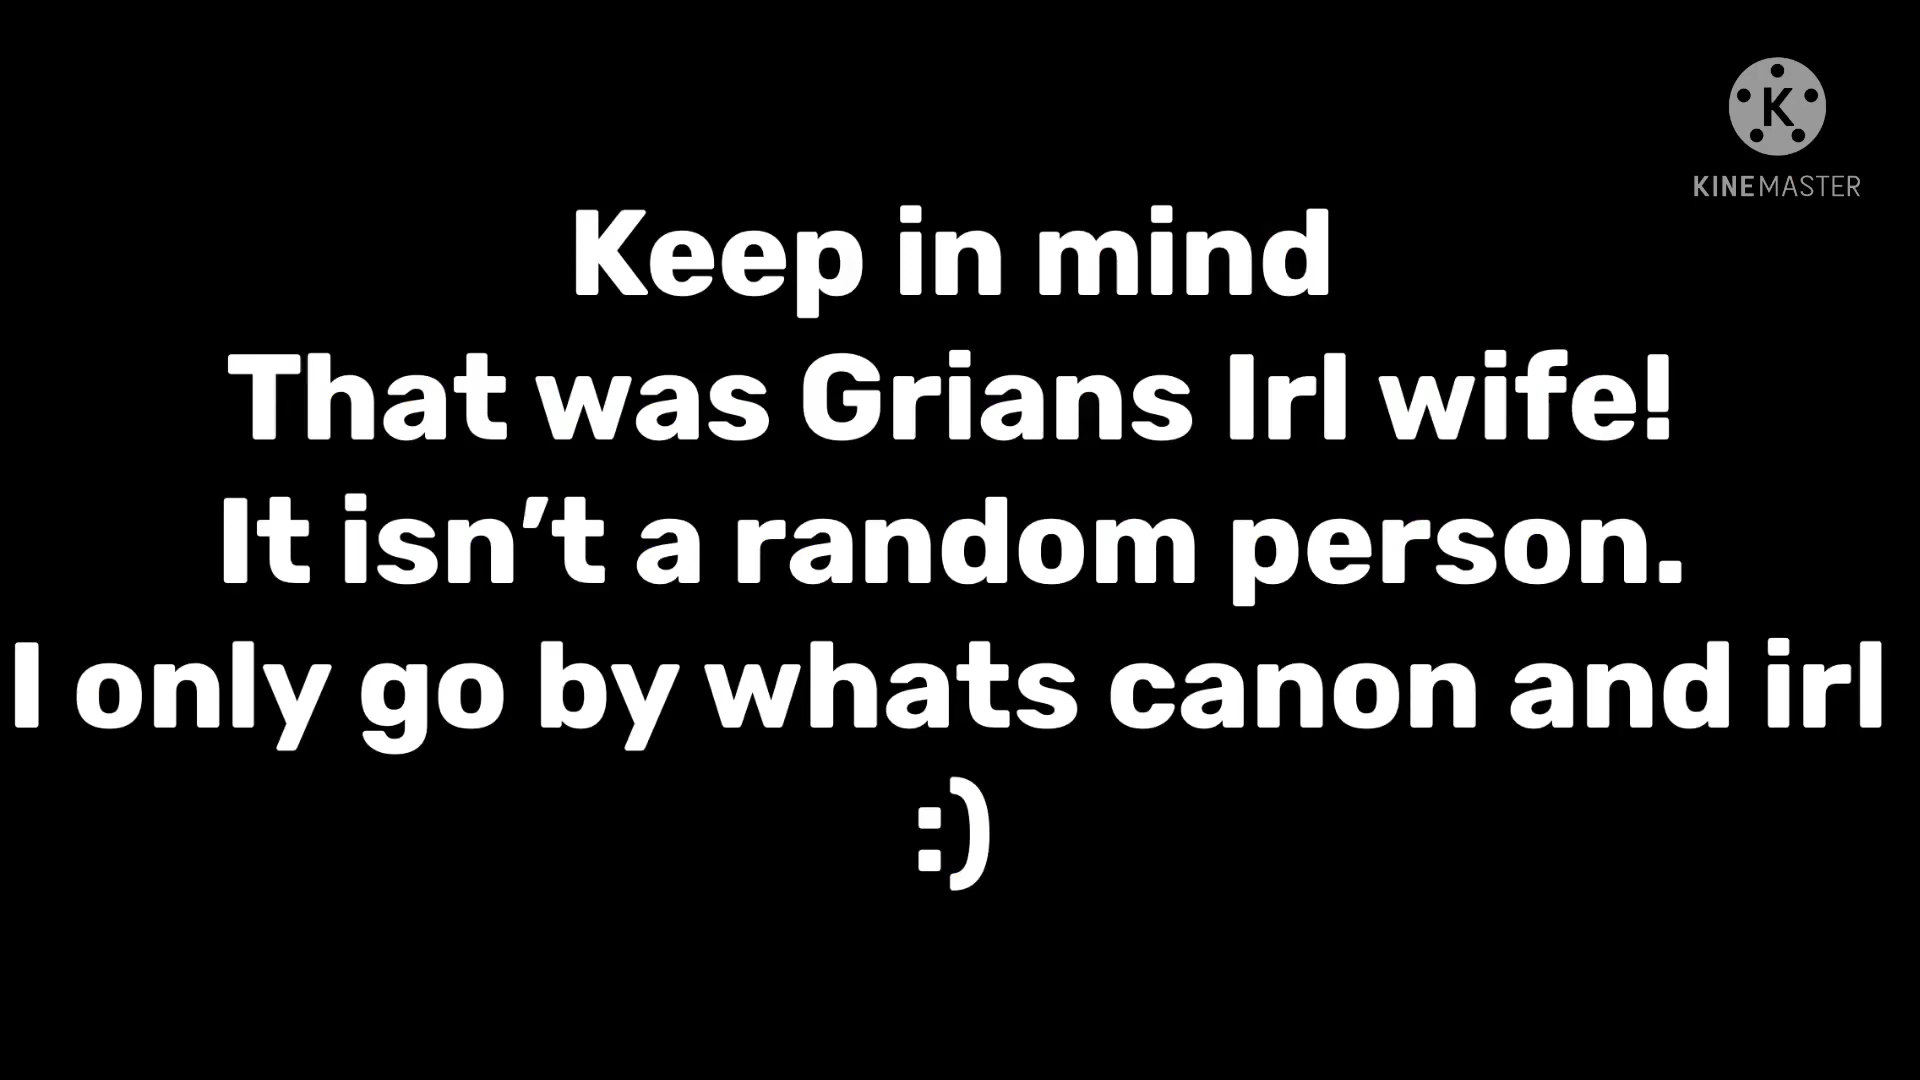 K
KINEMASTER
Keep in mind
That was Grians Irl wife!
It isn’t a random person.
I only go by whats canon and irl
:)